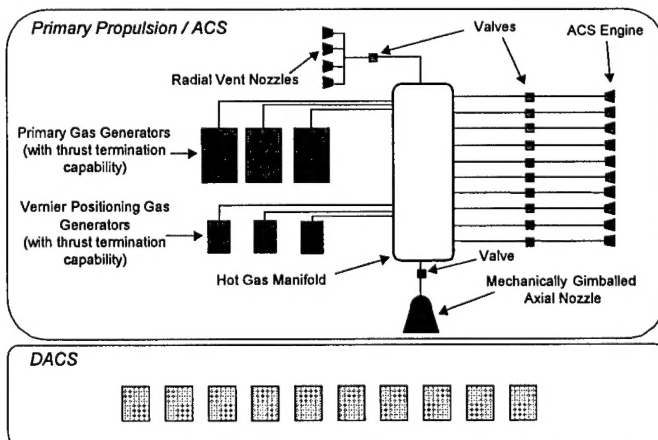 Primary Propulsion / ACS
Valves
ACS Engine
Radial Vent Nozzles
Primary Gas Generators
(with thrust termination
capability)
Vernier Positioning Gas
Generators
(with thrust termination
capability)
Hot Gas Manifold
Valve
Mechanically Gimballed
Axial Nozzle
DACS